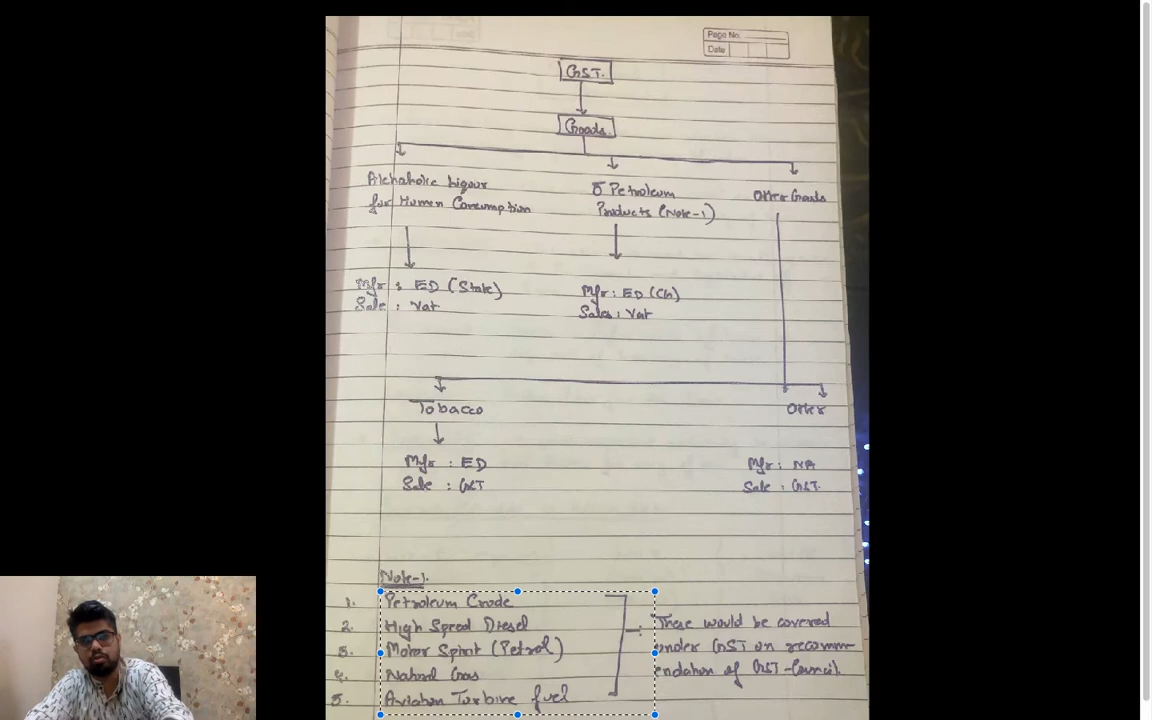 Page No.
Date
GST.
Goods.
Alchaholic Liquor
for Human Consumption
5 Petroleum
Products (Note-1)
Other Goods
Mfr : ED (State)
Sale : Vat
Mfr : ED (CG)
Sales : Vat
Tobacco
Other
Mfr : ED
Sale : GST
Mfr : NA
Sale : GST.
Note-1.
1. Petroleum Crude
2. High Speed Diesel
3. Motor Spirit (Petrol)
4. Natural Gas
5. Aviation Turbine fuel
These would be covered
under GST on recomm-
endation of GST-Council.